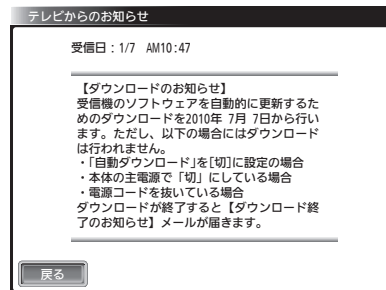 テレビからのお知らせ
受信日：1/7　AM10:47
【ダウンロードのお知らせ】
受信機のソフトウェアを自動的に更新するた
めのダウンロードを2010年 7月 7日から行い
ます。ただし、以下の場合にはダウンロード
は行われません。
・「自動ダウンロード」を[切]に設定の場合
・本体の主電源で「切」にしている場合
・電源コードを抜いている場合
ダウンロードが終了すると【ダウンロード終
了のお知らせ】メールが届きます。
戻る